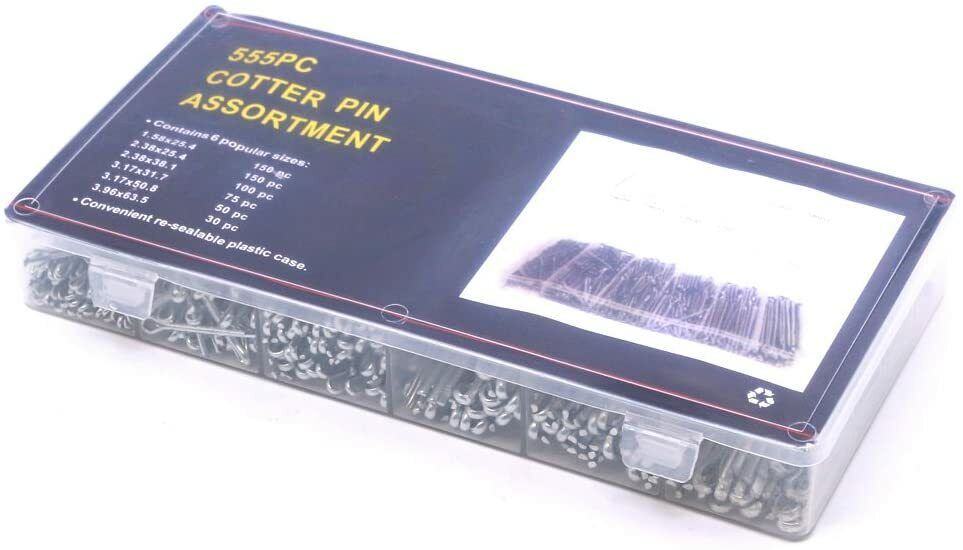 555PC
COTTER PIN
ASSORTMENT
• Contains 6 popular sizes:
1.58x25.4 150 pc
2.38x25.4 150 pc
2.38x38.1 100 pc
3.17x31.7 75 pc
3.17x50.8 50 pc
3.96x63.5 30 pc
• Convenient re-sealable plastic case.